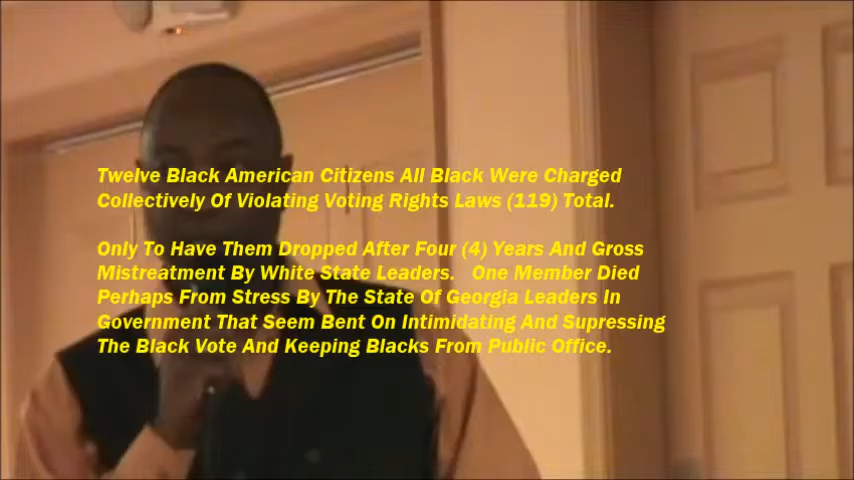 Twelve Black American Citizens All Black Were Charged
Collectively Of Violating Voting Rights Laws (119) Total.
Only To Have Them Dropped After Four (4) Years And Gross
Mistreatment By White State Leaders. One Member Died
Perhaps From Stress By The State Of Georgia Leaders In
Government That Seem Bent On Intimidating And Supressing
The Black Vote And Keeping Blacks From Public Office.